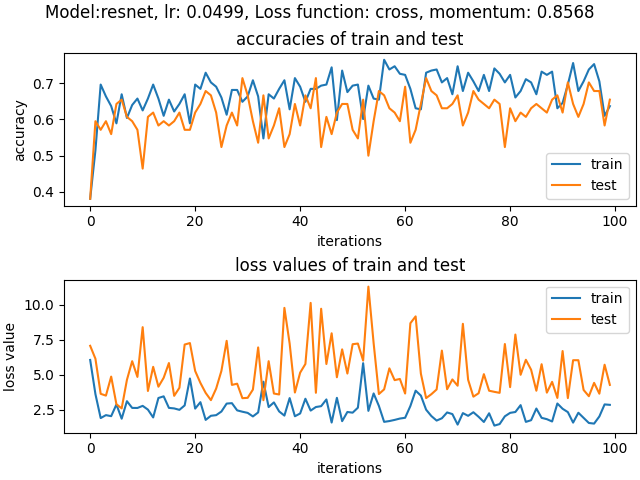 Model:resnet, lr: 0.0499, Loss function: cross, momentum: 0.8568
accuracies of train and test
0.7
0.6
0.5
0.4
accuracy
train
test
0
20
40
60
80
100
iterations
loss values of train and test
10.0
7.5
5.0
2.5
loss value
train
test
0
20
40
60
80
100
iterations